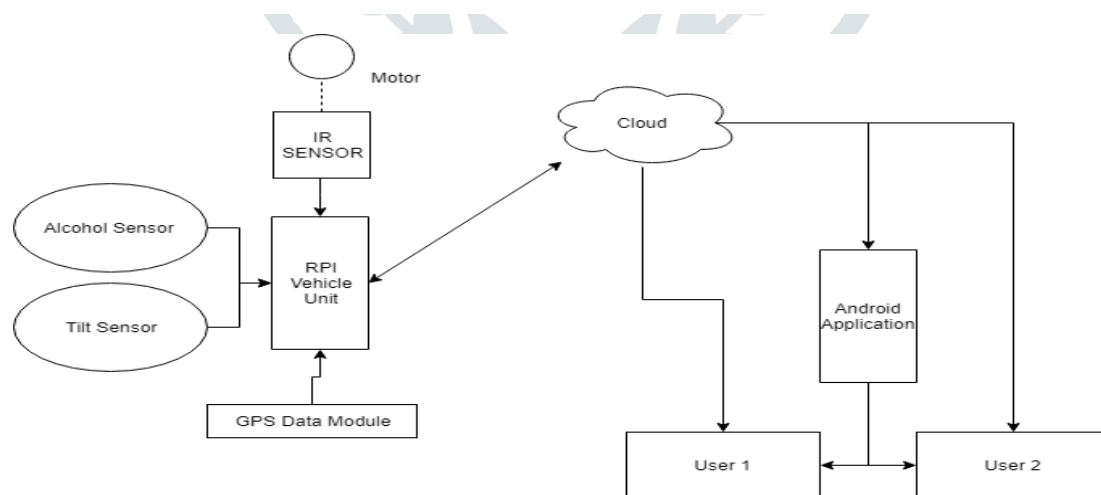 Motor
IR
SENSOR
Cloud
Alcohol Sensor
RPI
Vehicle
Unit
Tilt Sensor
Android
Application
GPS Data Module
User 1
User 2